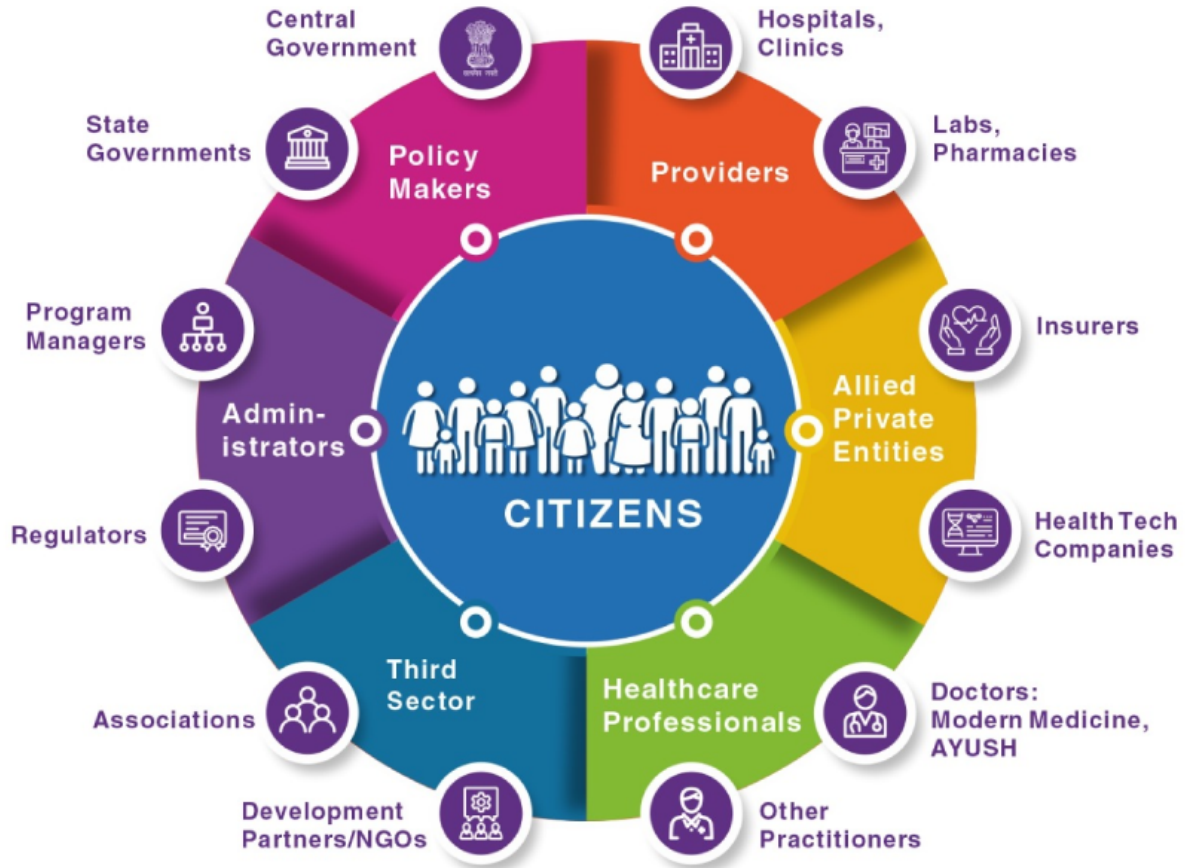 Central
Government
Hospitals,
Clinics
State
Governments
Labs,
Pharmacies
Policy
Makers
Providers
Program
Managers
Insurers
Admin-
istrators
Allied
Private
Entities
CITIZENS
Regulators
Health Tech
Companies
Third
Sector
Healthcare
Professionals
Associations
Doctors:
Modern Medicine,
AYUSH
Development
Partners/NGOs
Other
Practitioners